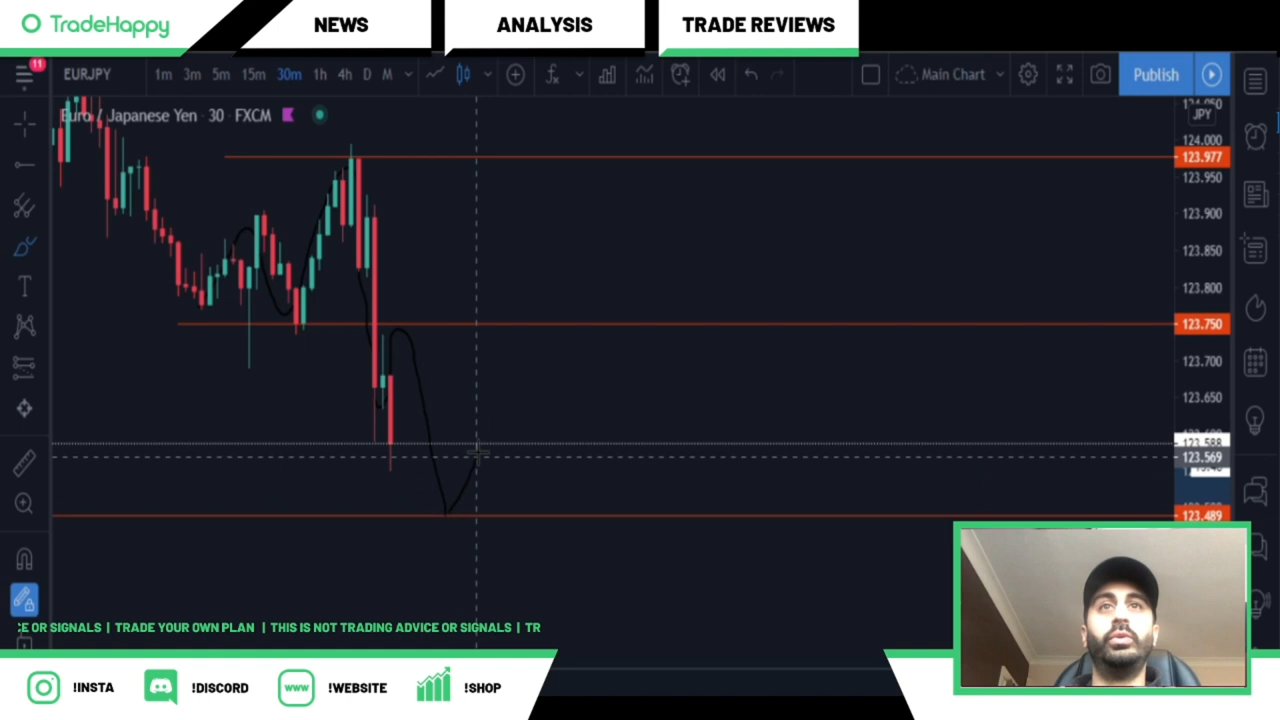 TradeHappy
NEWS
ANALYSIS
TRADE REVIEWS
11
EURJPY
1m 3m 5m 15m 30m 1h 4h D M
Main Chart
Publish
Euro / Japanese Yen · 30 · FXCM
JPY
124.000
123.977
123.950
123.900
123.850
123.800
123.750
123.700
123.650
123.588
123.569
123.489
E OR SIGNALS | TRADE YOUR OWN PLAN | THIS IS NOT TRADING ADVICE OR SIGNALS | TR
!INSTA
!DISCORD
WWW
!WEBSITE
!SHOP